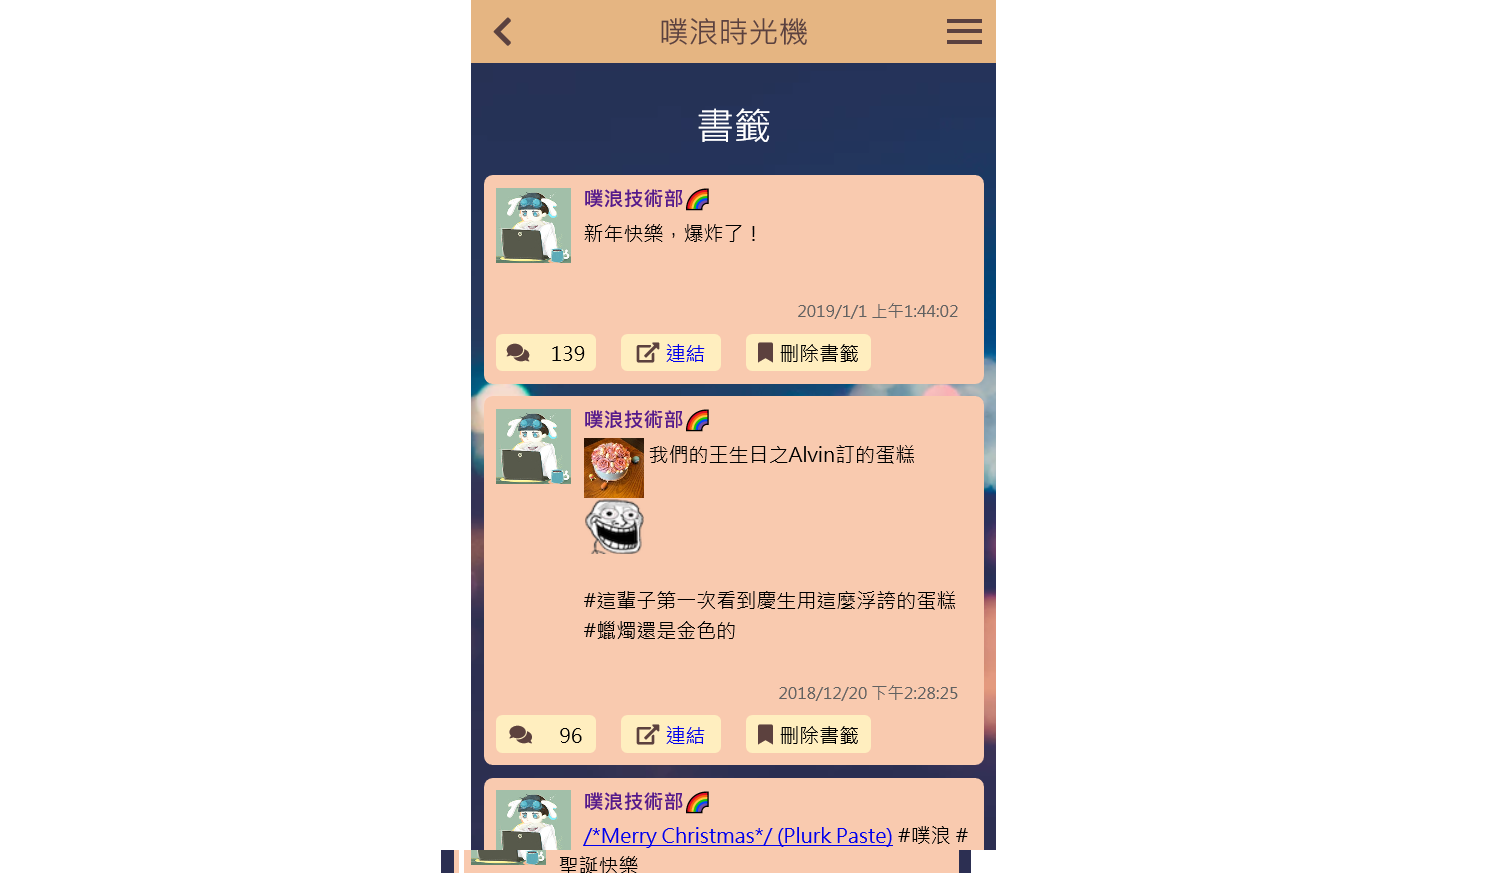 噗浪時光機
書籤
噗浪技術部🌈
新年快樂，爆炸了！
2019/1/1 上午1:44:02
139
連結
刪除書籤
噗浪技術部🌈
我們的王生日之Alvin訂的蛋糕
#這輩子第一次看到慶生用這麼浮誇的蛋糕
#蠟燭還是金色的
2018/12/20 下午2:28:25
96
連結
刪除書籤
噗浪技術部🌈
/*Merry Christmas*/ (Plurk Paste) #噗浪 #
聖誕快樂